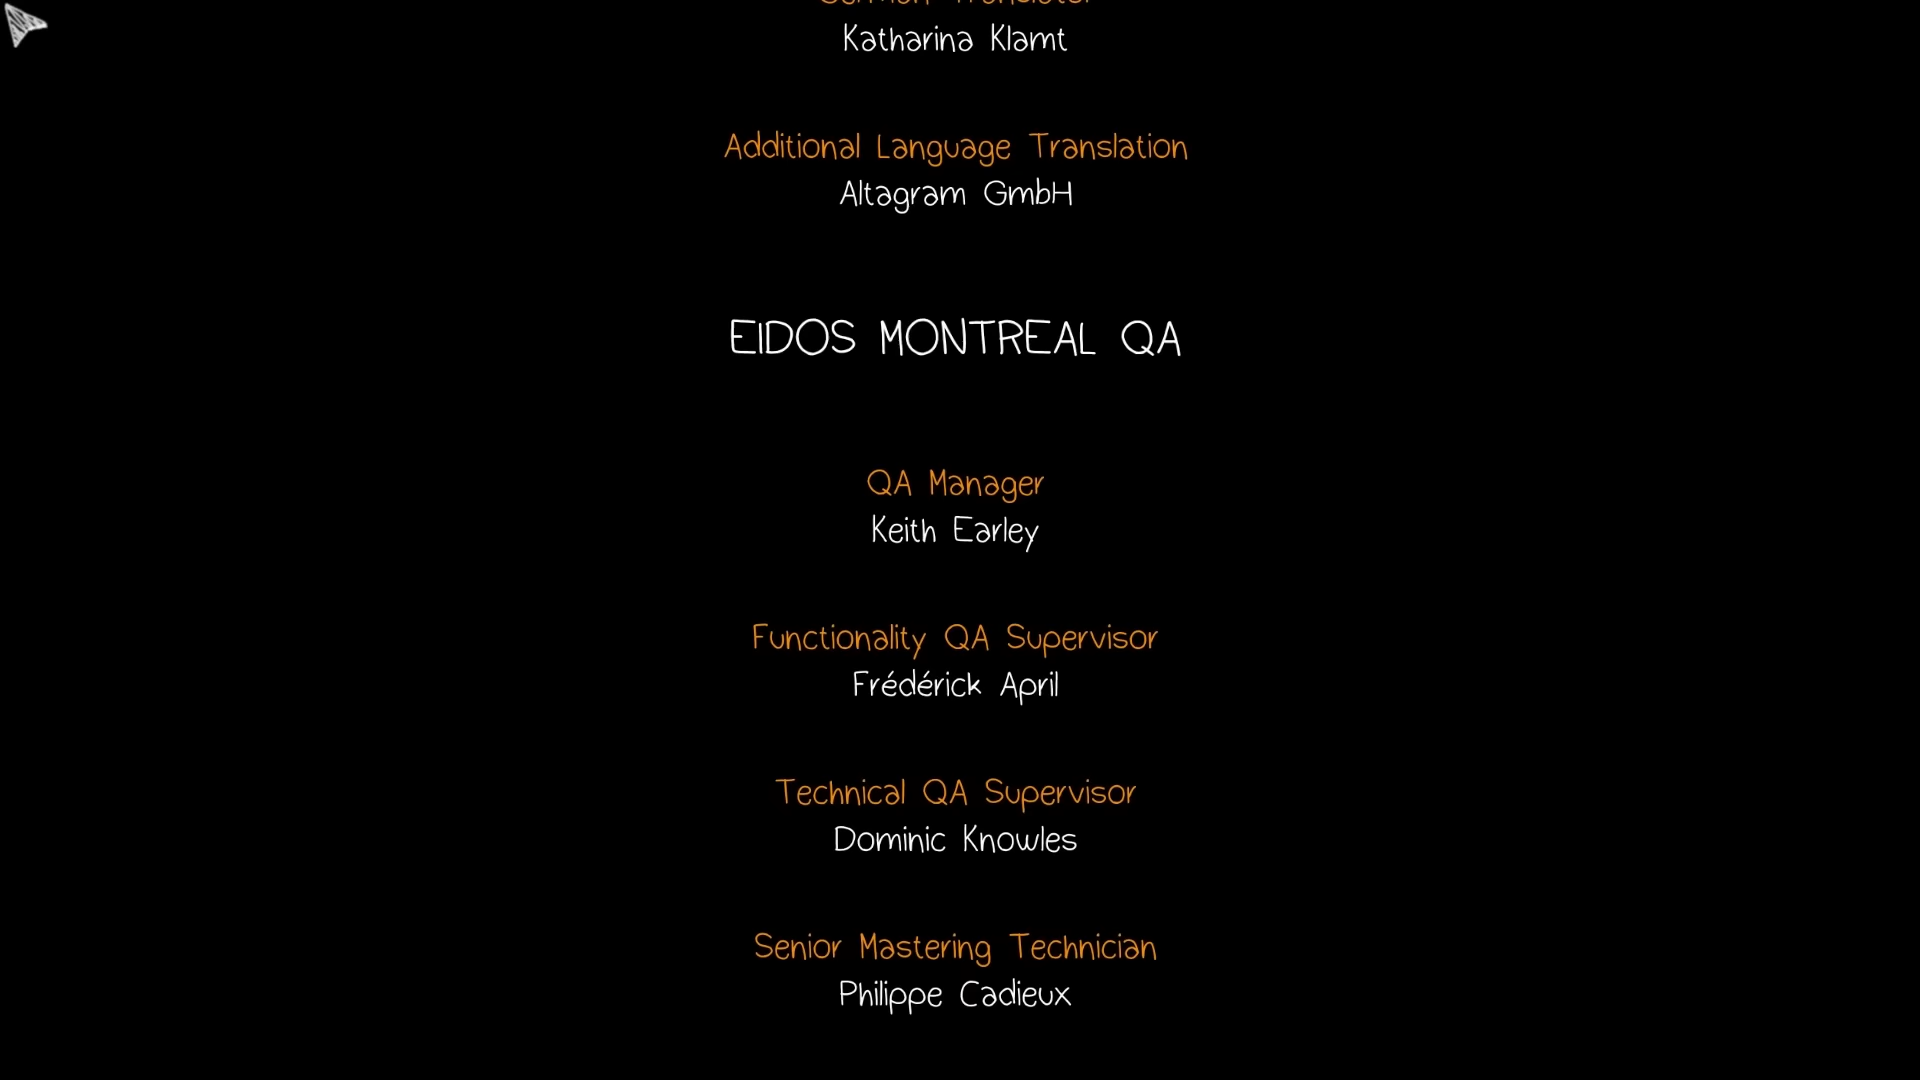 Katharina Klamt
Additional Language Translation
Altagram GmbH
EIDOS MONTREAL QA
QA Manager
Keith Earley
Functionality QA Supervisor
Frédérick April
Technical QA Supervisor
Dominic Knowles
Senior Mastering Technician
Philippe Cadieux